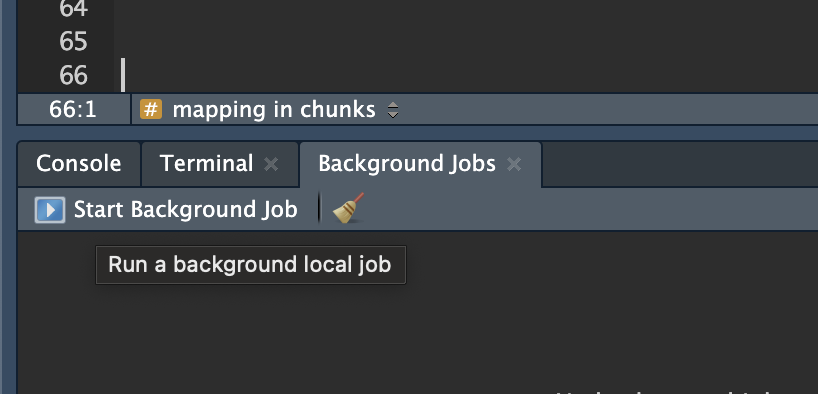 64
65
66
66:1 # mapping in chunks
Console Terminal Background Jobs
Start Background Job
Run a background local job